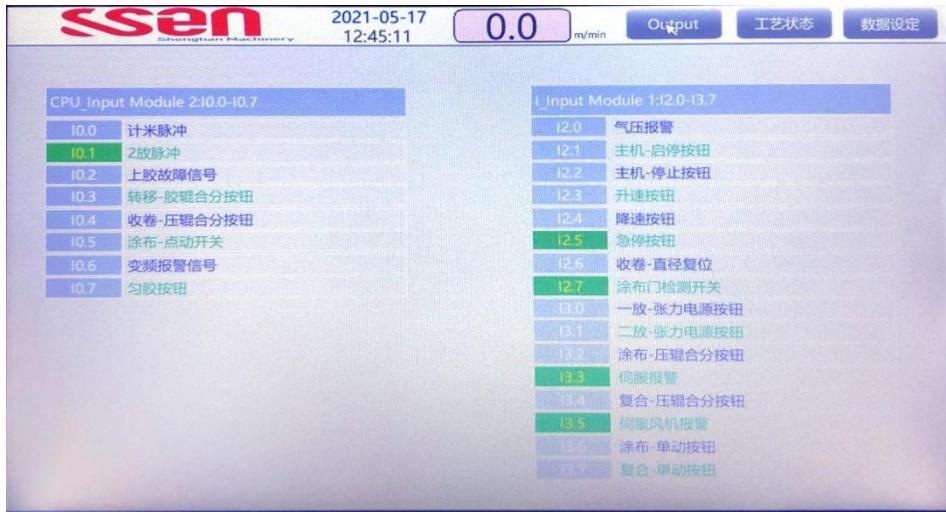 ssen
Shengtian Machinery
2021-05-17
12:45:11
0.0 m/min
Output
工艺状态
数据设定
CPU_Input Module 2:I0.0-I0.7
I0.0 计米脉冲
I0.1 2放脉冲
I0.2 上胶故障信号
I0.3 转移-胶辊合分按钮
I0.4 收卷-压辊合分按钮
I0.5 涂布-点动开关
I0.6 变频报警信号
I0.7 匀胶按钮
I_Input Module 1:I2.0-I3.7
I2.0 气压报警
I2.1 主机-启停按钮
I2.2 主机-停止按钮
I2.3 升速按钮
I2.4 降速按钮
I2.5 急停按钮
I2.6 收卷-直径复位
I2.7 涂布门检测开关
I3.0 一放-张力电源按钮
I3.1 二放-张力电源按钮
I3.2 涂布-压辊合分按钮
I3.3 伺服报警
I3.4 复合-压辊合分按钮
I3.5 伺服风机报警
I3.6 涂布-单动按钮
I3.7 复合-单动按钮